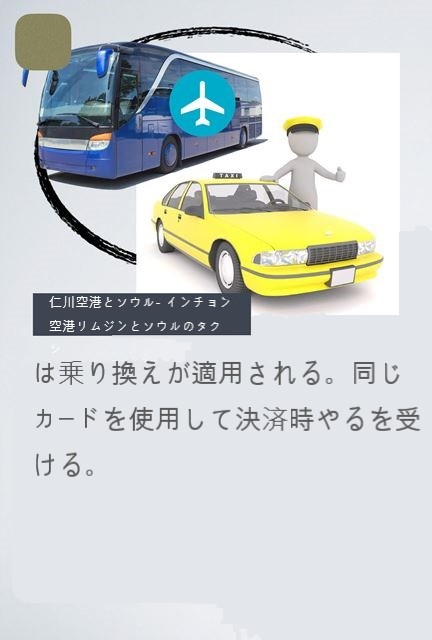 TAXI
仁川空港とソウル- インチョン
空港リムジンとソウルのタク
シ
は乗り換えが適用される。同じ
カードを使用して決済時やるを受
ける。